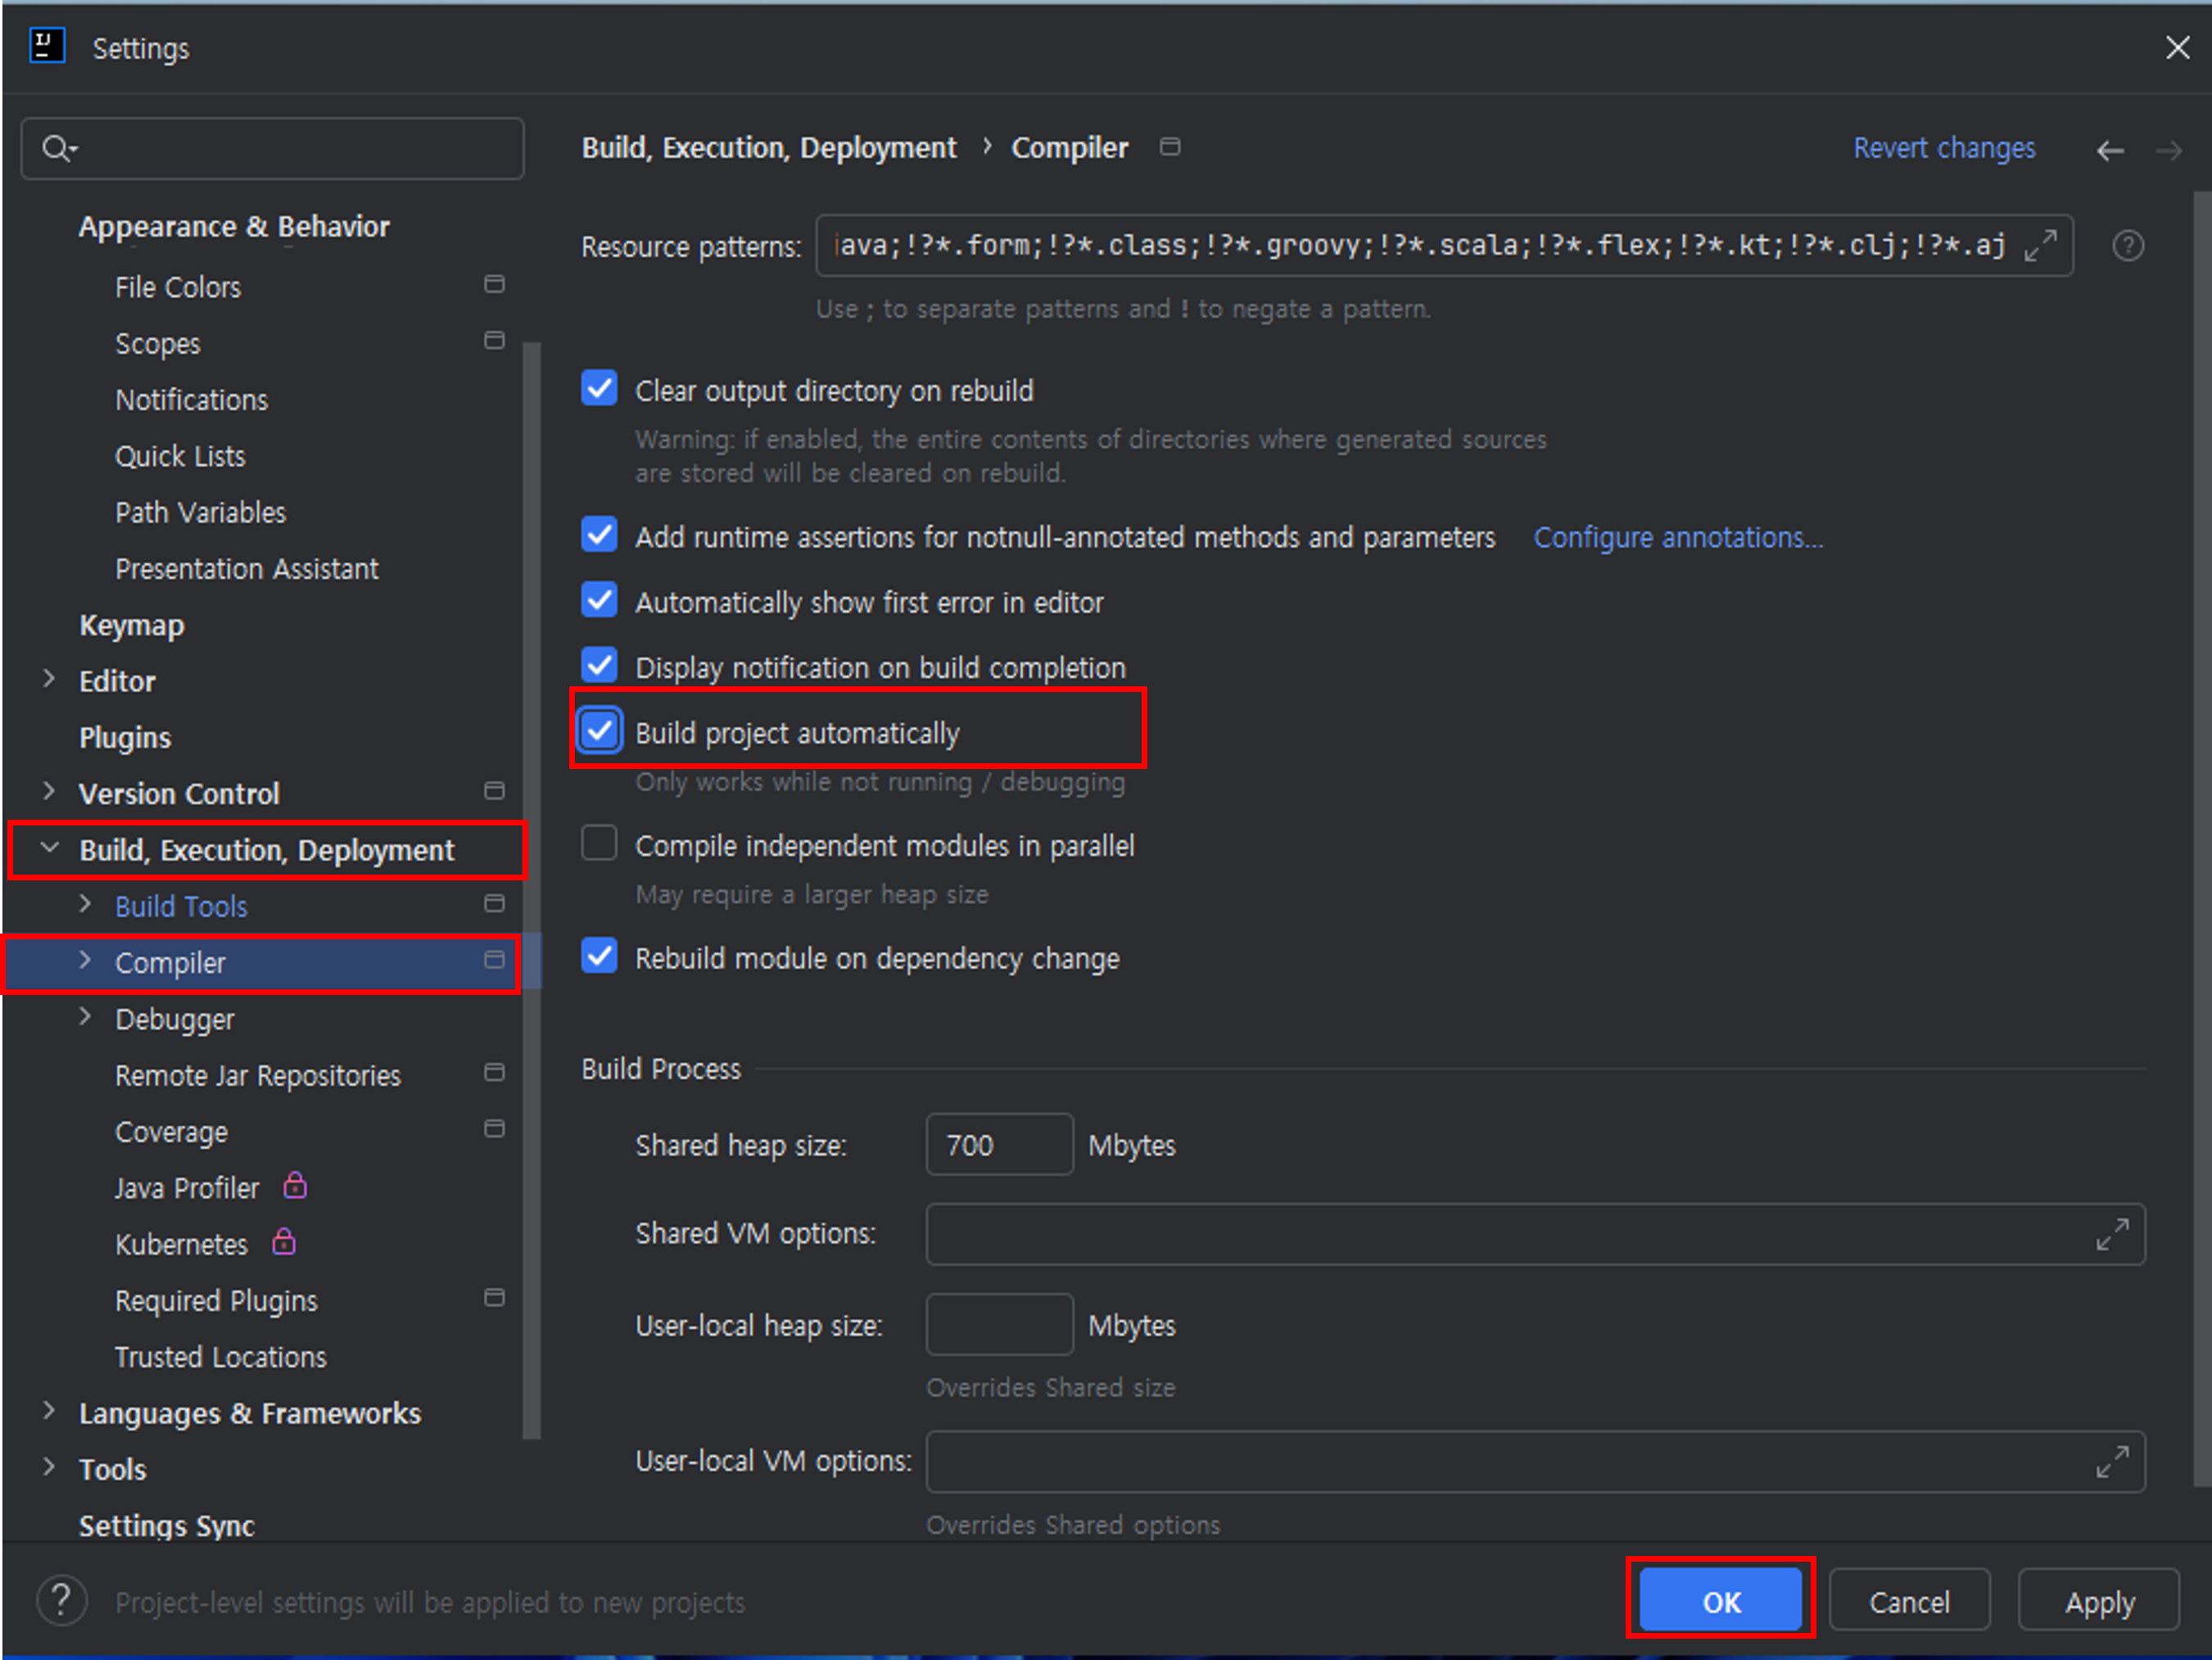 Settings
Appearance & Behavior
File Colors
Scopes
Notifications
Quick Lists
Path Variables
Presentation Assistant
Keymap
Editor
Plugins
Version Control
Build, Execution, Deployment
Build Tools
Compiler
Debugger
Remote Jar Repositories
Coverage
Java Profiler
Kubernetes
Required Plugins
Trusted Locations
Languages & Frameworks
Tools
Settings Sync
Build, Execution, Deployment › Compiler
Revert changes
Resource patterns: java;!?*.form;!?*.class;!?*.groovy;!?*.scala;!?*.flex;!?*.kt;!?*.clj;!?*.aj
Use ; to separate patterns and ! to negate a pattern.
Clear output directory on rebuild
Warning: if enabled, the entire contents of directories where generated sources
are stored will be cleared on rebuild.
Add runtime assertions for notnull-annotated methods and parameters Configure annotations...
Automatically show first error in editor
Display notification on build completion
Build project automatically
Only works while not running / debugging
Compile independent modules in parallel
May require a larger heap size
Rebuild module on dependency change
Build Process
Shared heap size: 700 Mbytes
Shared VM options:
User-local heap size: Mbytes
Overrides Shared size
User-local VM options:
Overrides Shared options
? Project-level settings will be applied to new projects
OK Cancel Apply